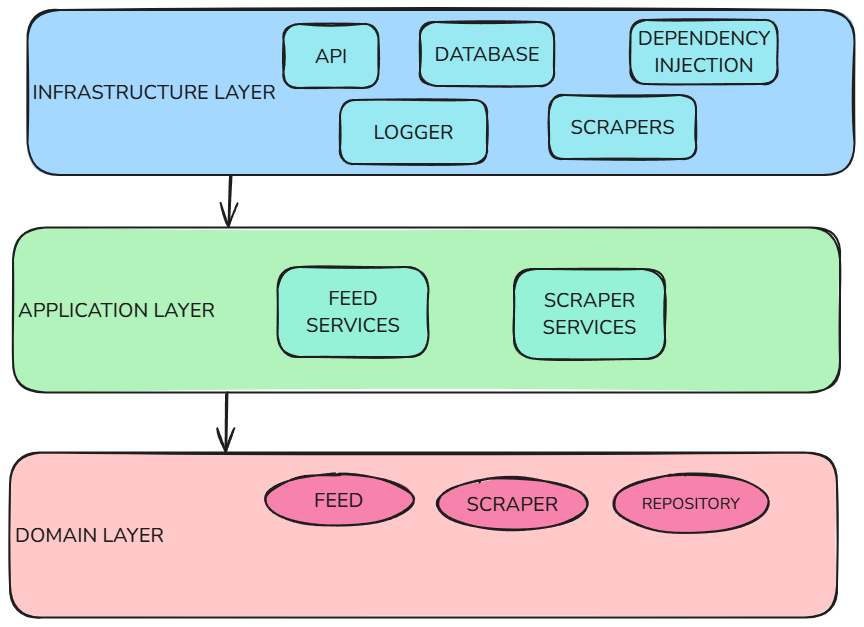 API
DATABASE
DEPENDENCY
INJECTION
INFRASTRUCTURE LAYER
LOGGER
SCRAPERS
APPLICATION LAYER
FEED
SERVICES
SCRAPER
SERVICES
DOMAIN LAYER
FEED
SCRAPER
REPOSITORY